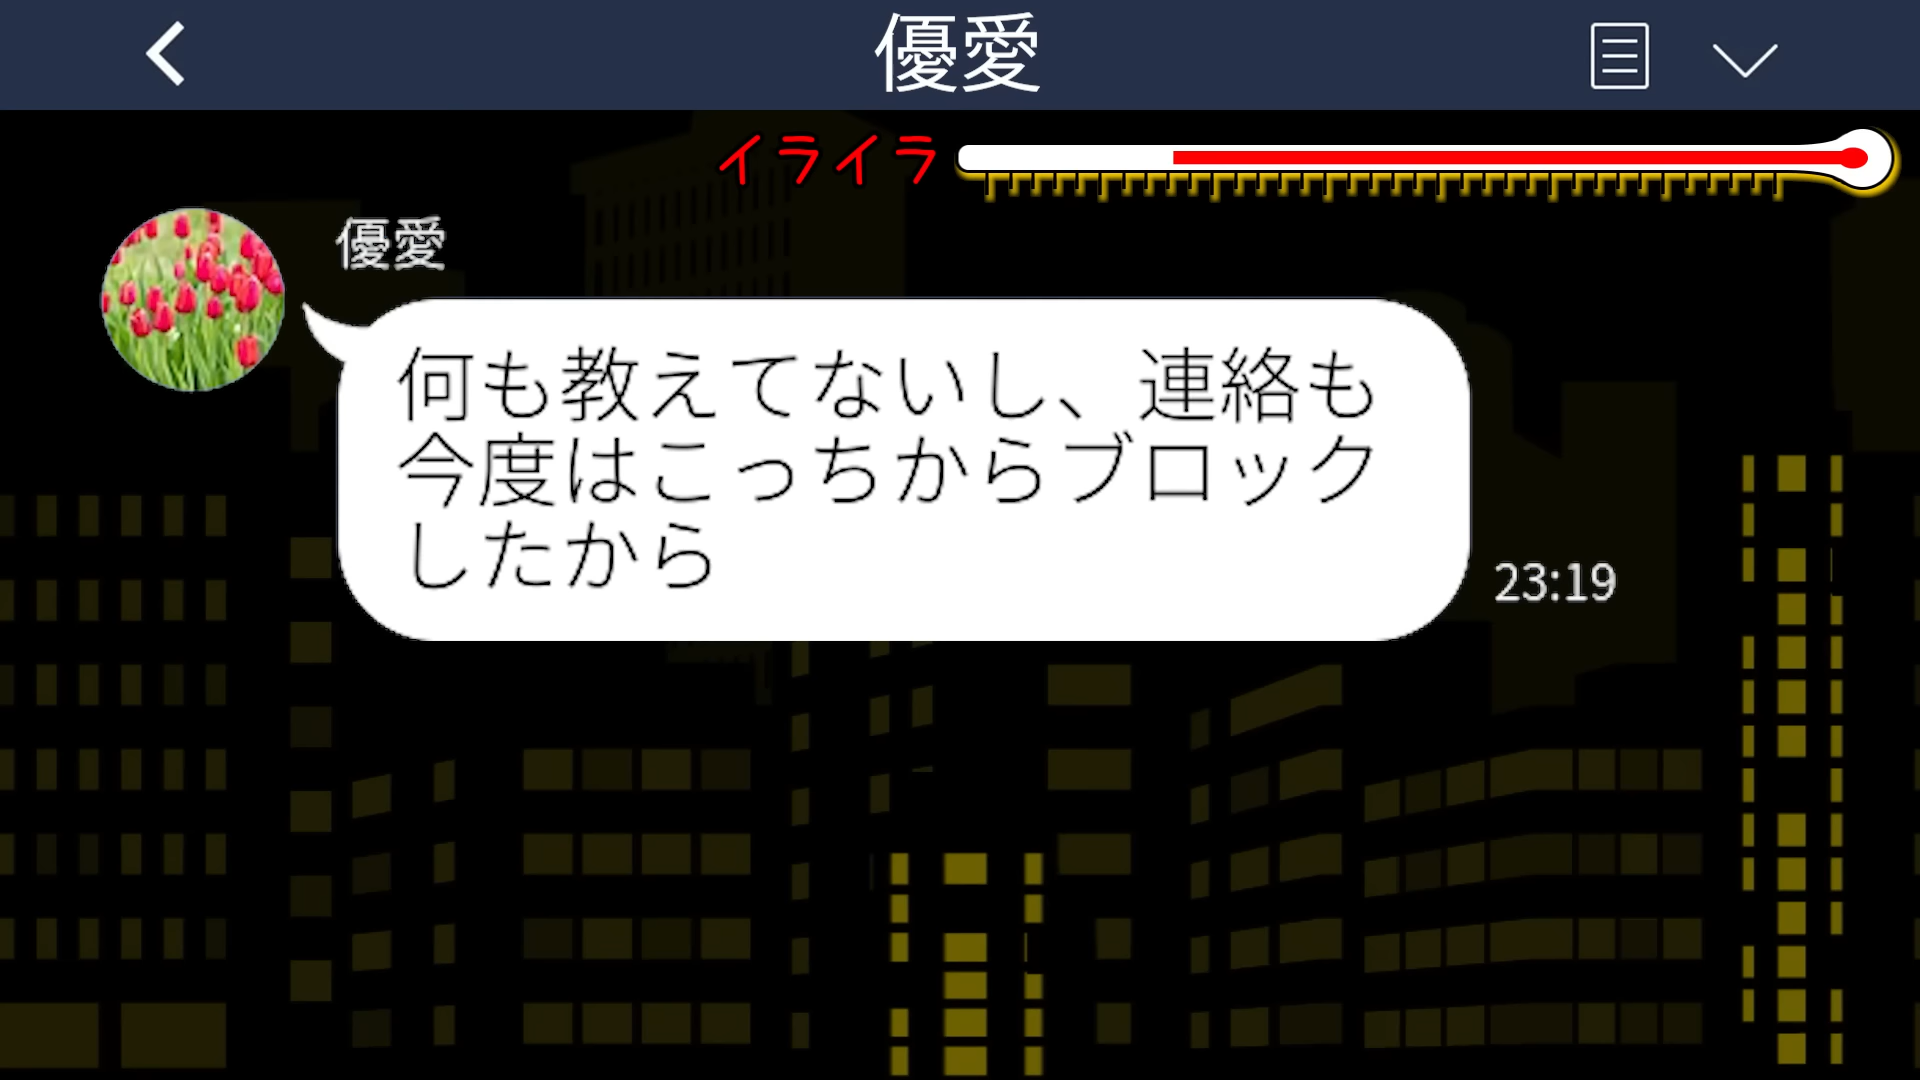 優愛
イライラ
優愛
何も教えてないし、連絡も
今度はこっちからブロック
したから
23:19